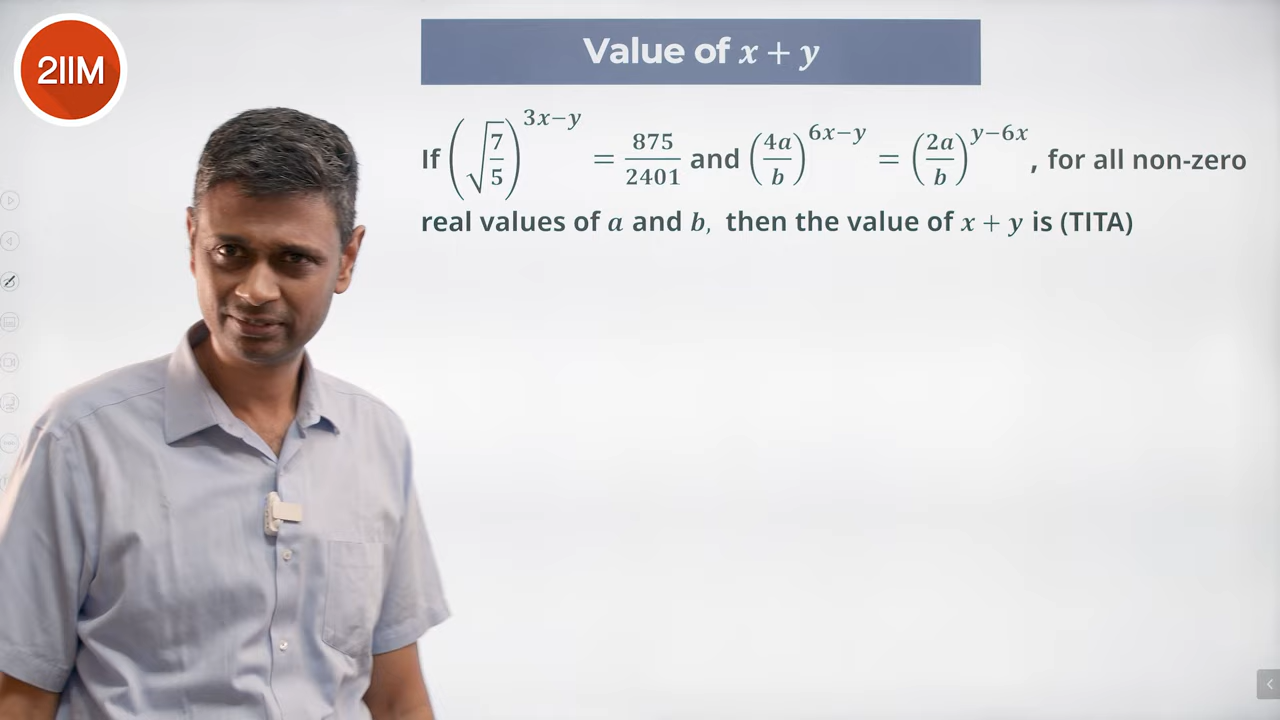 2IIM
Value of x + y
If (√(7/5))^(3x−y) = 875/2401 and (4a/b)^(6x−y) = (2a/b)^(y−6x), for all non-zero
real values of a and b, then the value of x + y is (TITA)